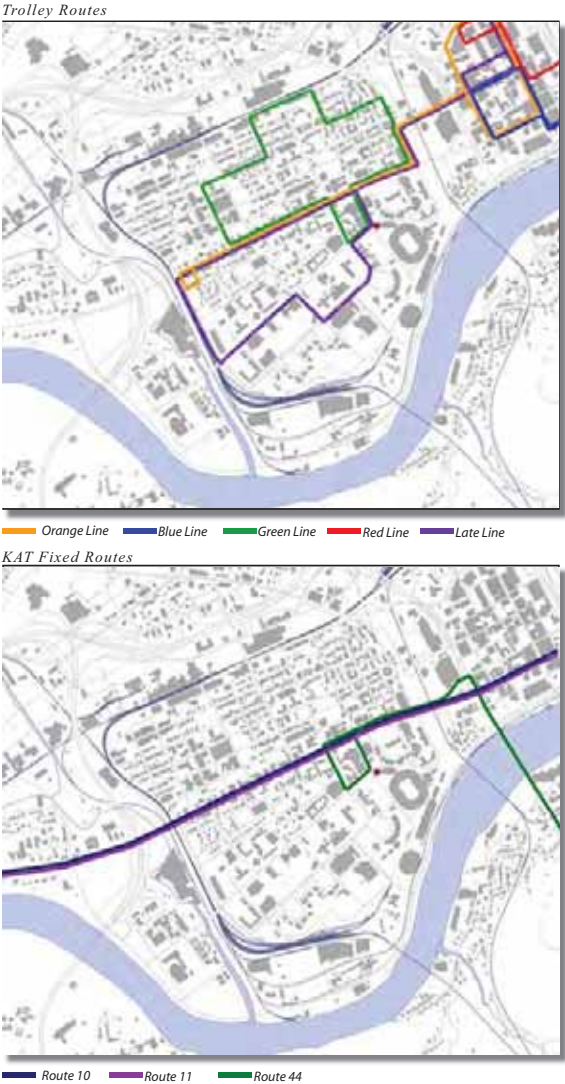 Trolley Routes
Orange Line Blue Line Green Line Red Line Late Line
KAT Fixed Routes
Route 10 Route 11 Route 44